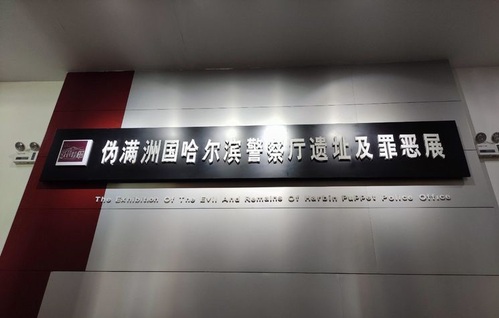 伪满洲国哈尔滨警察厅遗址及罪恶展
The Exhibition Of The Evil And Remains Of Harbin Puppet Police Office